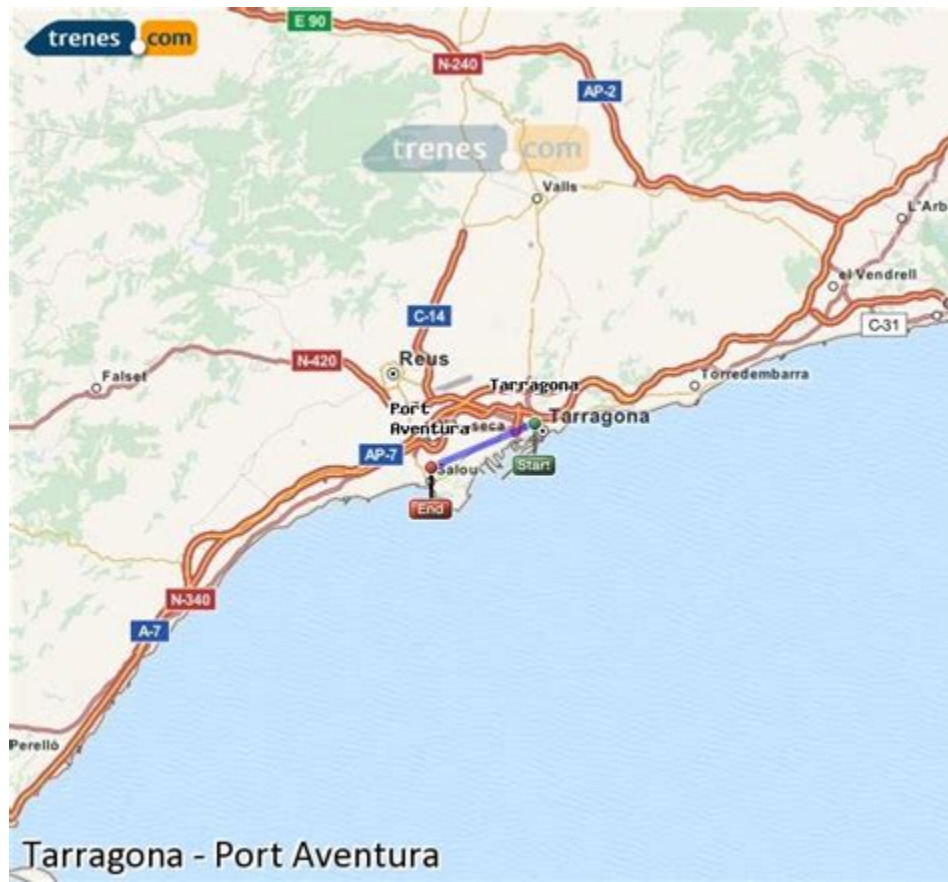 E 90
trenes .com
N-240
AP-2
trenes .com
Valls
L'Arb
el Vendrell
C-14
C-31
N-420
Reus
Falset
Torredembarra
Tarragona
Port
Aventura
seca
Tarragona
AP-7
Salou
Start
End
N-340
A-7
Perelló
Tarragona - Port Aventura